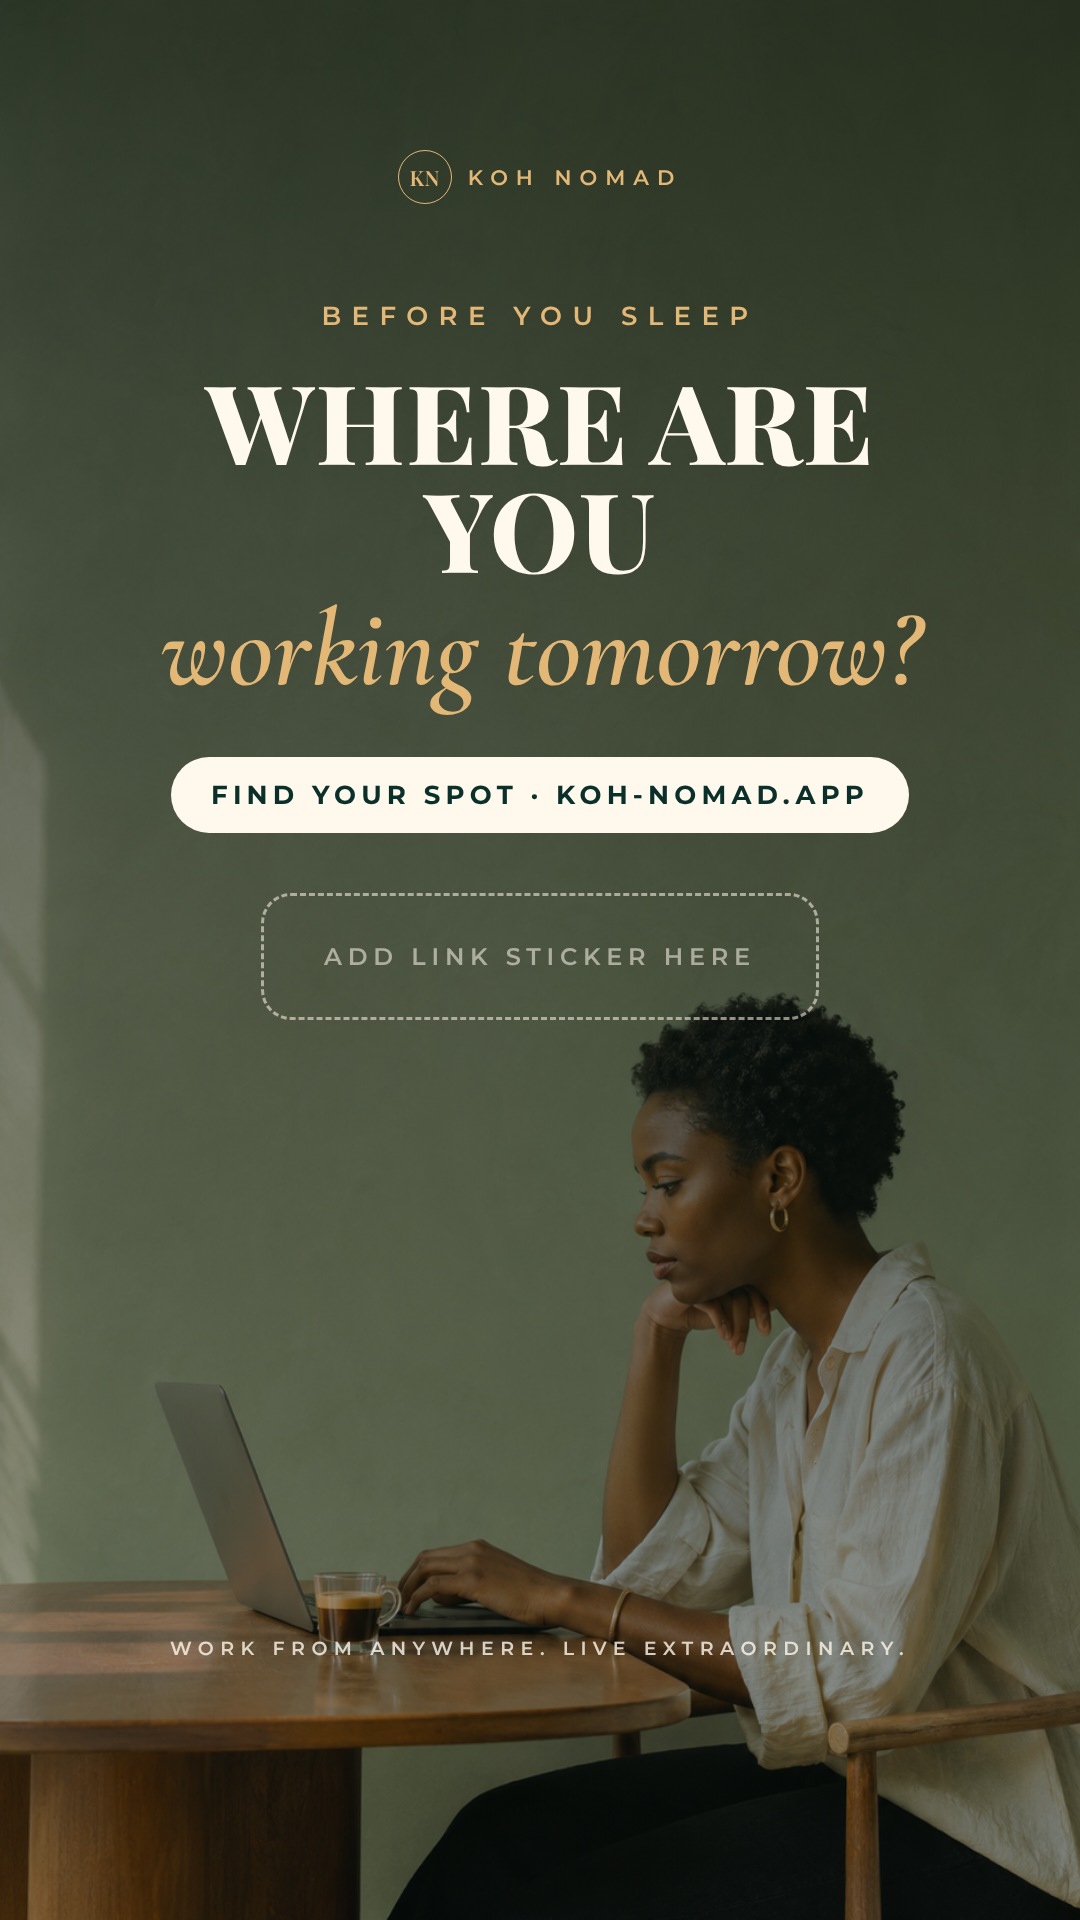 KN KOH NOMAD
BEFORE YOU SLEEP
WHERE ARE
YOU
working tomorrow?
FIND YOUR SPOT · KOH-NOMAD.APP
ADD LINK STICKER HERE
WORK FROM ANYWHERE. LIVE EXTRAORDINARY.